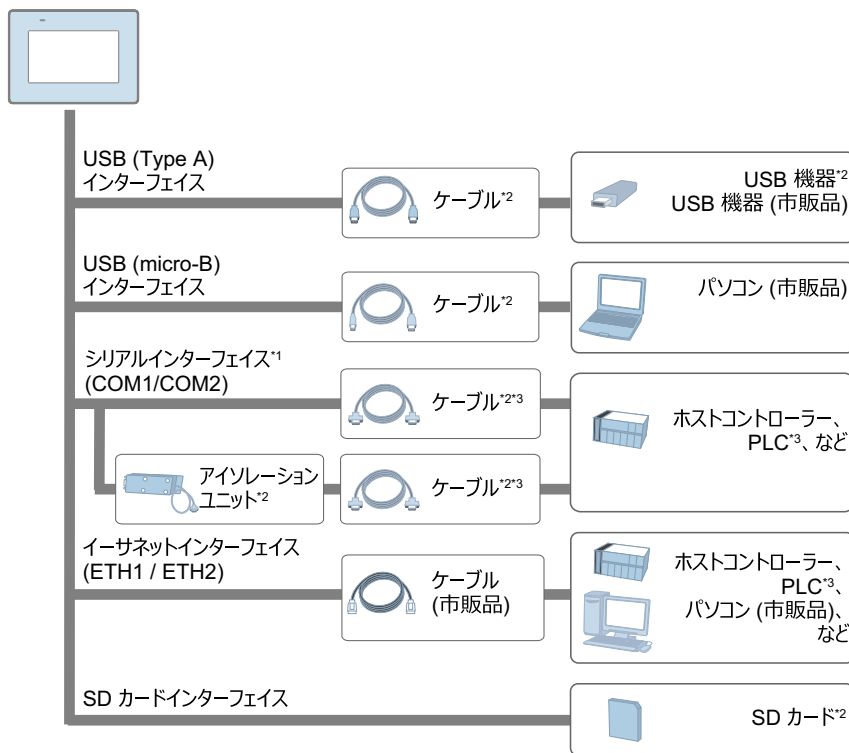 USB (Type A)
インターフェイス
ケーブル*2
USB 機器*2
USB 機器 (市販品)
USB (micro-B)
インターフェイス
ケーブル*2
パソコン (市販品)
シリアルインターフェイス*1
(COM1/COM2)
ケーブル*2*3
ホストコントローラー、
PLC*3、など
アイソレーション
ユニット*2
ケーブル*2*3
イーサネットインターフェイス
(ETH1 / ETH2)
ケーブル
(市販品)
ホストコントローラー、
PLC*3、
パソコン (市販品)、
など
SD カードインターフェイス
SD カード*2